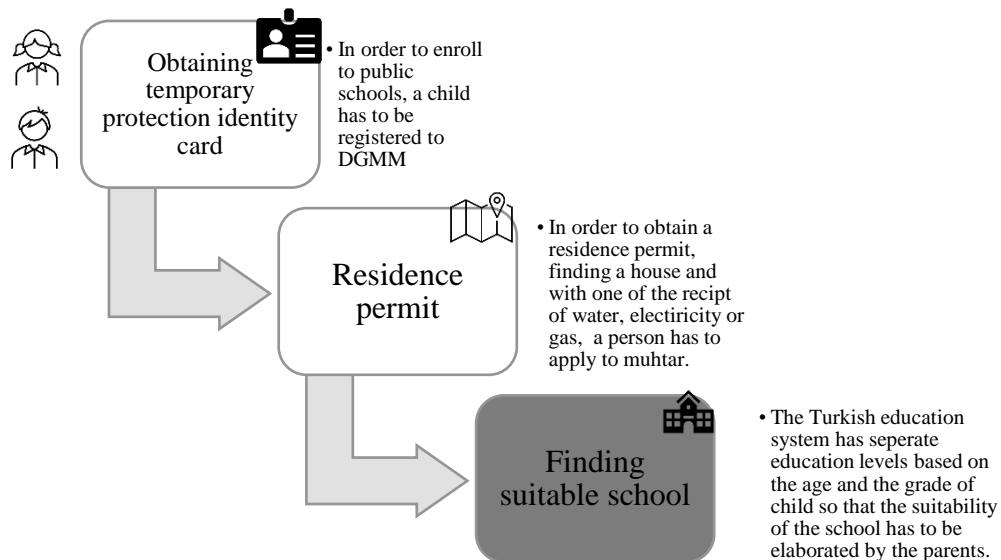 Obtaining
temporary
protection identity
card
• In order to enroll
to public
schools, a child
has to be
registered to
DGMM
Residence
permit
• In order to obtain a
residence permit,
finding a house and
with one of the recipt
of water, electiricity or
gas, a person has to
apply to muhtar.
Finding
suitable school
• The Turkish education
system has seperate
education levels based on
the age and the grade of
child so that the suitability
of the school has to be
elaborated by the parents.